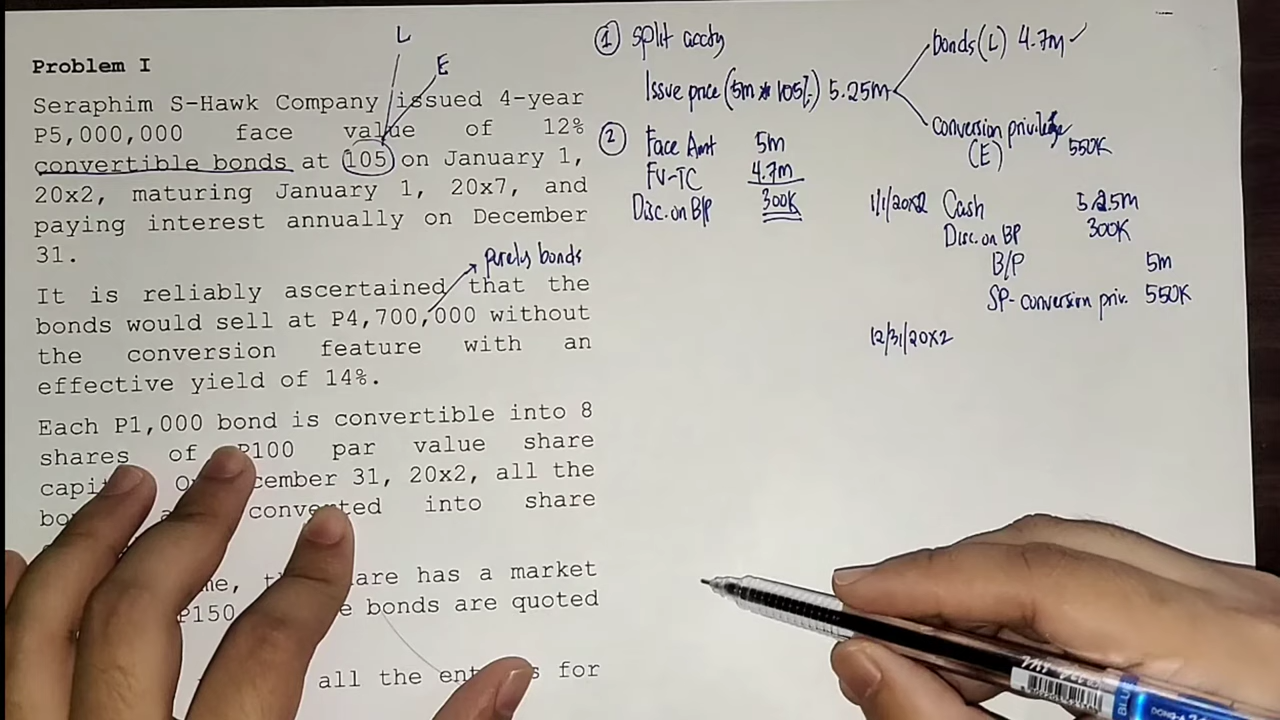 Problem I
Seraphim S-Hawk Company issued 4-year
P5,000,000 face value of 12%
convertible bonds at 105 on January 1,
20x2, maturing January 1, 20x7, and
paying interest annually on December
31.
It is reliably ascertained that the
bonds would sell at P4,700,000 without
the conversion feature with an
effective yield of 14%.
Each P1,000 bond is convertible into 8
shares of P100 par value share
31, 20x2, all the
converted into share
has a market
P150 bonds are quoted
all the for
L
E
purely bonds
① Split acctg
Issue price (5m * 105%) 5.25m
bonds (L) 4.7m ✓
conversion privilege 550K
(E)
② Face Amt 5m
FV-TC 4.7m
Disc. on B/P 300K
1/1/20x2 Cash 5.25m
Disc. on BP 300K
B/P 5m
SP-conversion priv. 550K
12/31/20x2